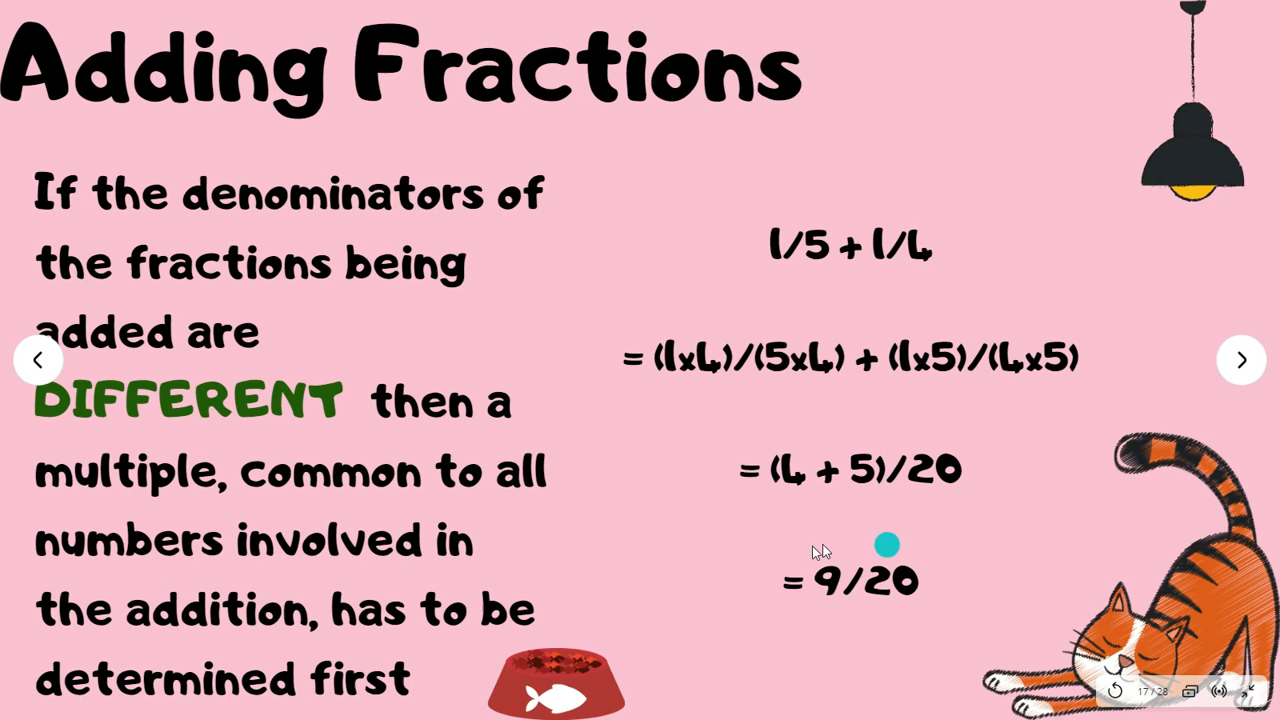 Adding Fractions
If the denominators of
the fractions being
added are
DIFFERENT then a
multiple, common to all
numbers involved in
the addition, has to be
determined first
1/5 + 1/4
= (1x4)/(5x4) + (1x5)/(4x5)
= (4 + 5)/20
= 9/20
17 / 28